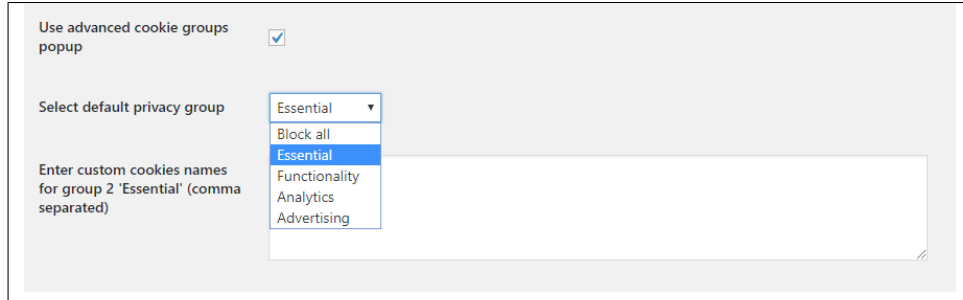 Use advanced cookie groups
popup
Select default privacy group
Essential
Block all
Essential
Functionality
Analytics
Advertising
Enter custom cookies names
for group 2 'Essential' (comma
separated)